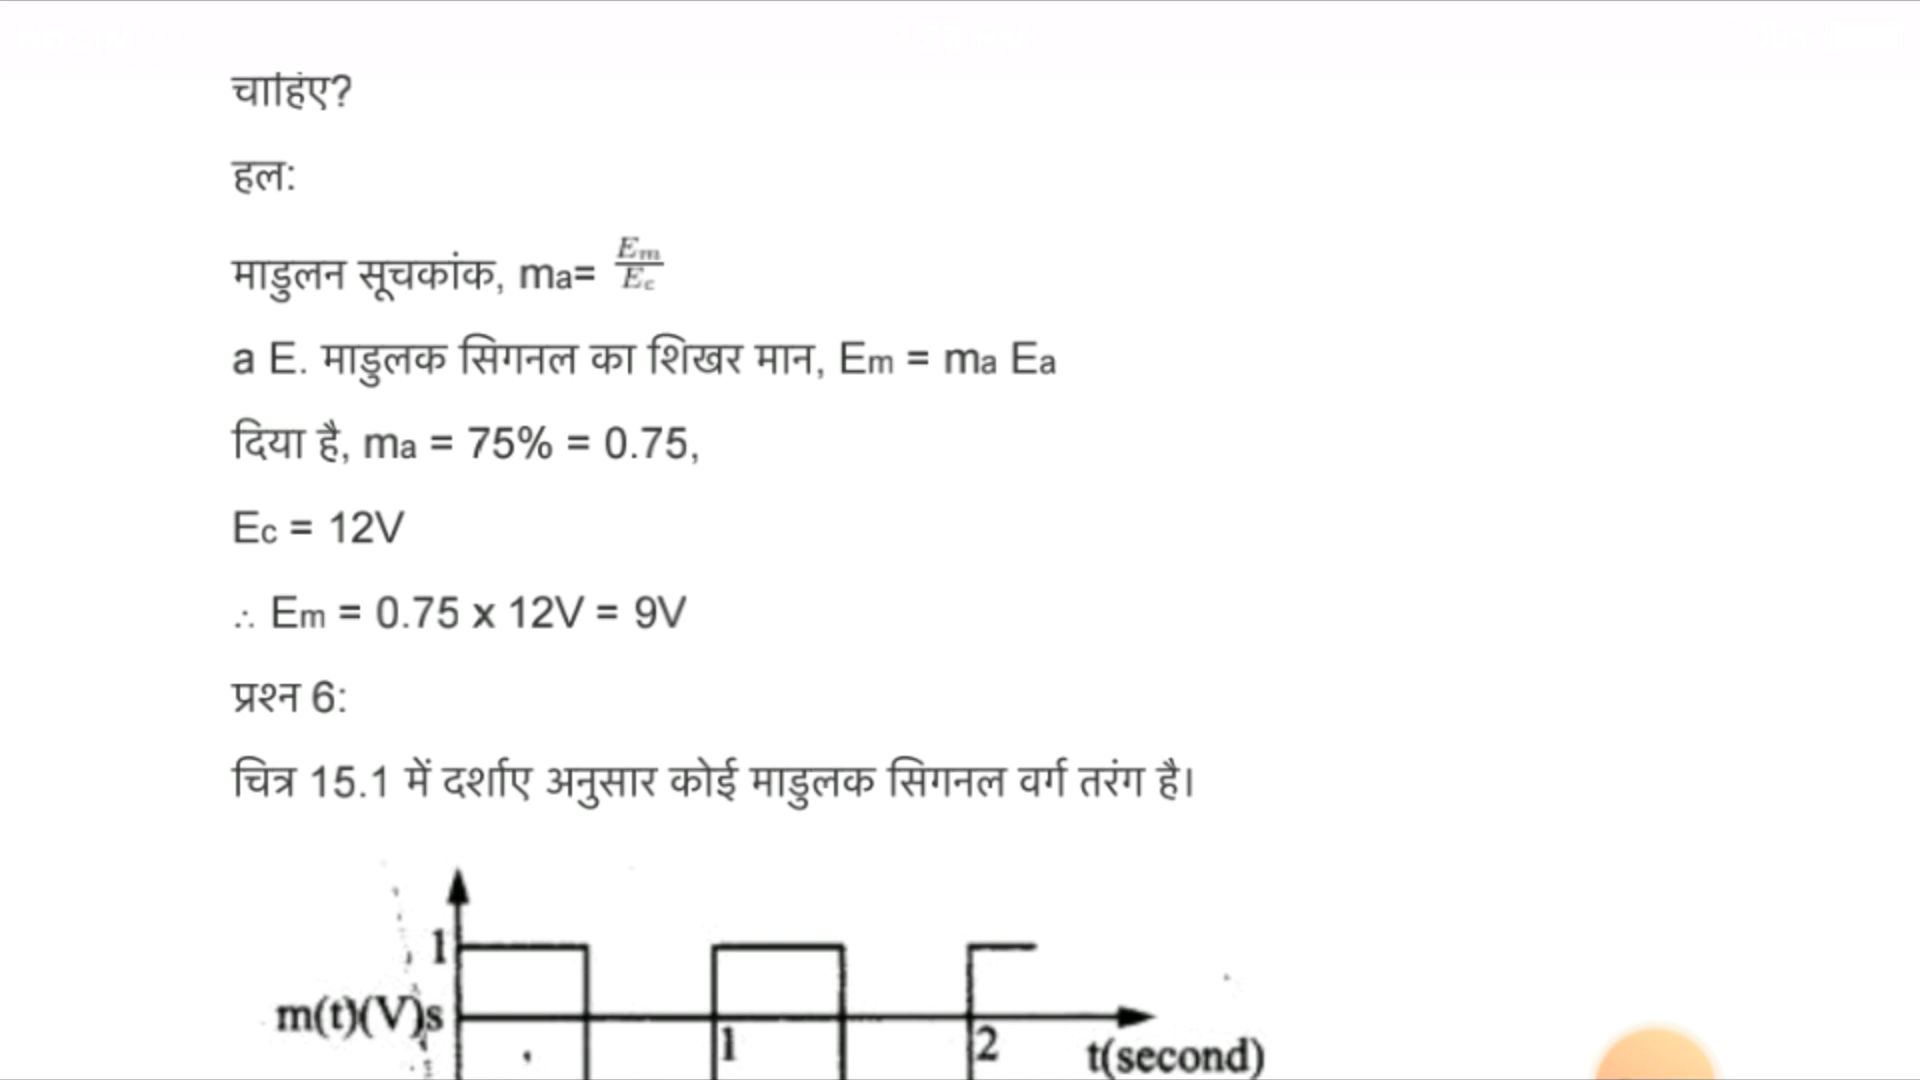 चाहिए?
हल:
माडुलन सूचकांक, ma= Em/Ec
a E. माडुलक सिगनल का शिखर मान, Em = ma Ea
दिया है, ma = 75% = 0.75,
Ec = 12V
∴ Em = 0.75 x 12V = 9V
प्रश्न 6:
चित्र 15.1 में दर्शाए अनुसार कोई माडुलक सिगनल वर्ग तरंग है।
1
m(t)(V)s
1 2 t(second)